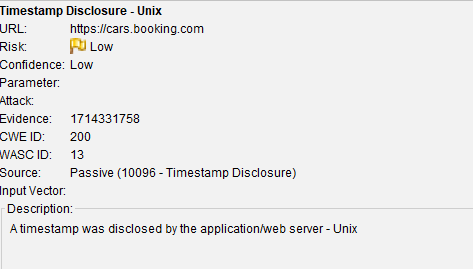 Timestamp Disclosure - Unix
URL: https://cars.booking.com
Risk: Low
Confidence: Low
Parameter:
Attack:
Evidence: 1714331758
CWE ID: 200
WASC ID: 13
Source: Passive (10096 - Timestamp Disclosure)
Input Vector:
Description:
A timestamp was disclosed by the application/web server - Unix